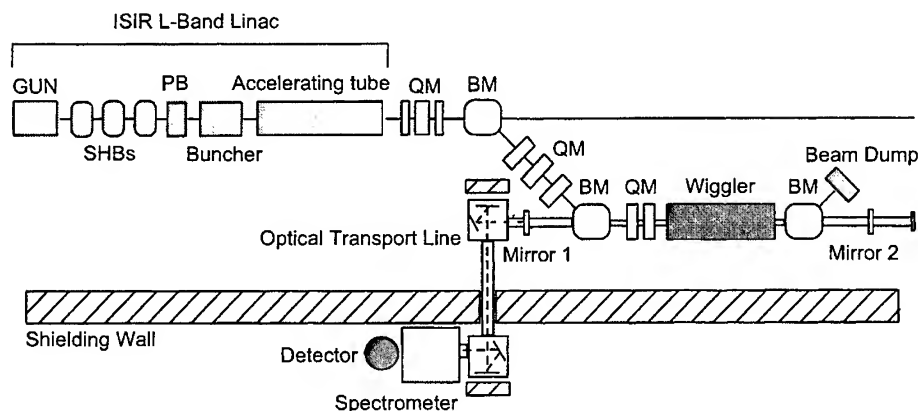 ISIR L-Band Linac
GUN
PB
Accelerating tube
QM
BM
SHBs
Buncher
QM
Beam Dump
BM
QM
Wiggler
BM
Optical Transport Line
Mirror 1
Mirror 2
Shielding Wall
Detector
Spectrometer